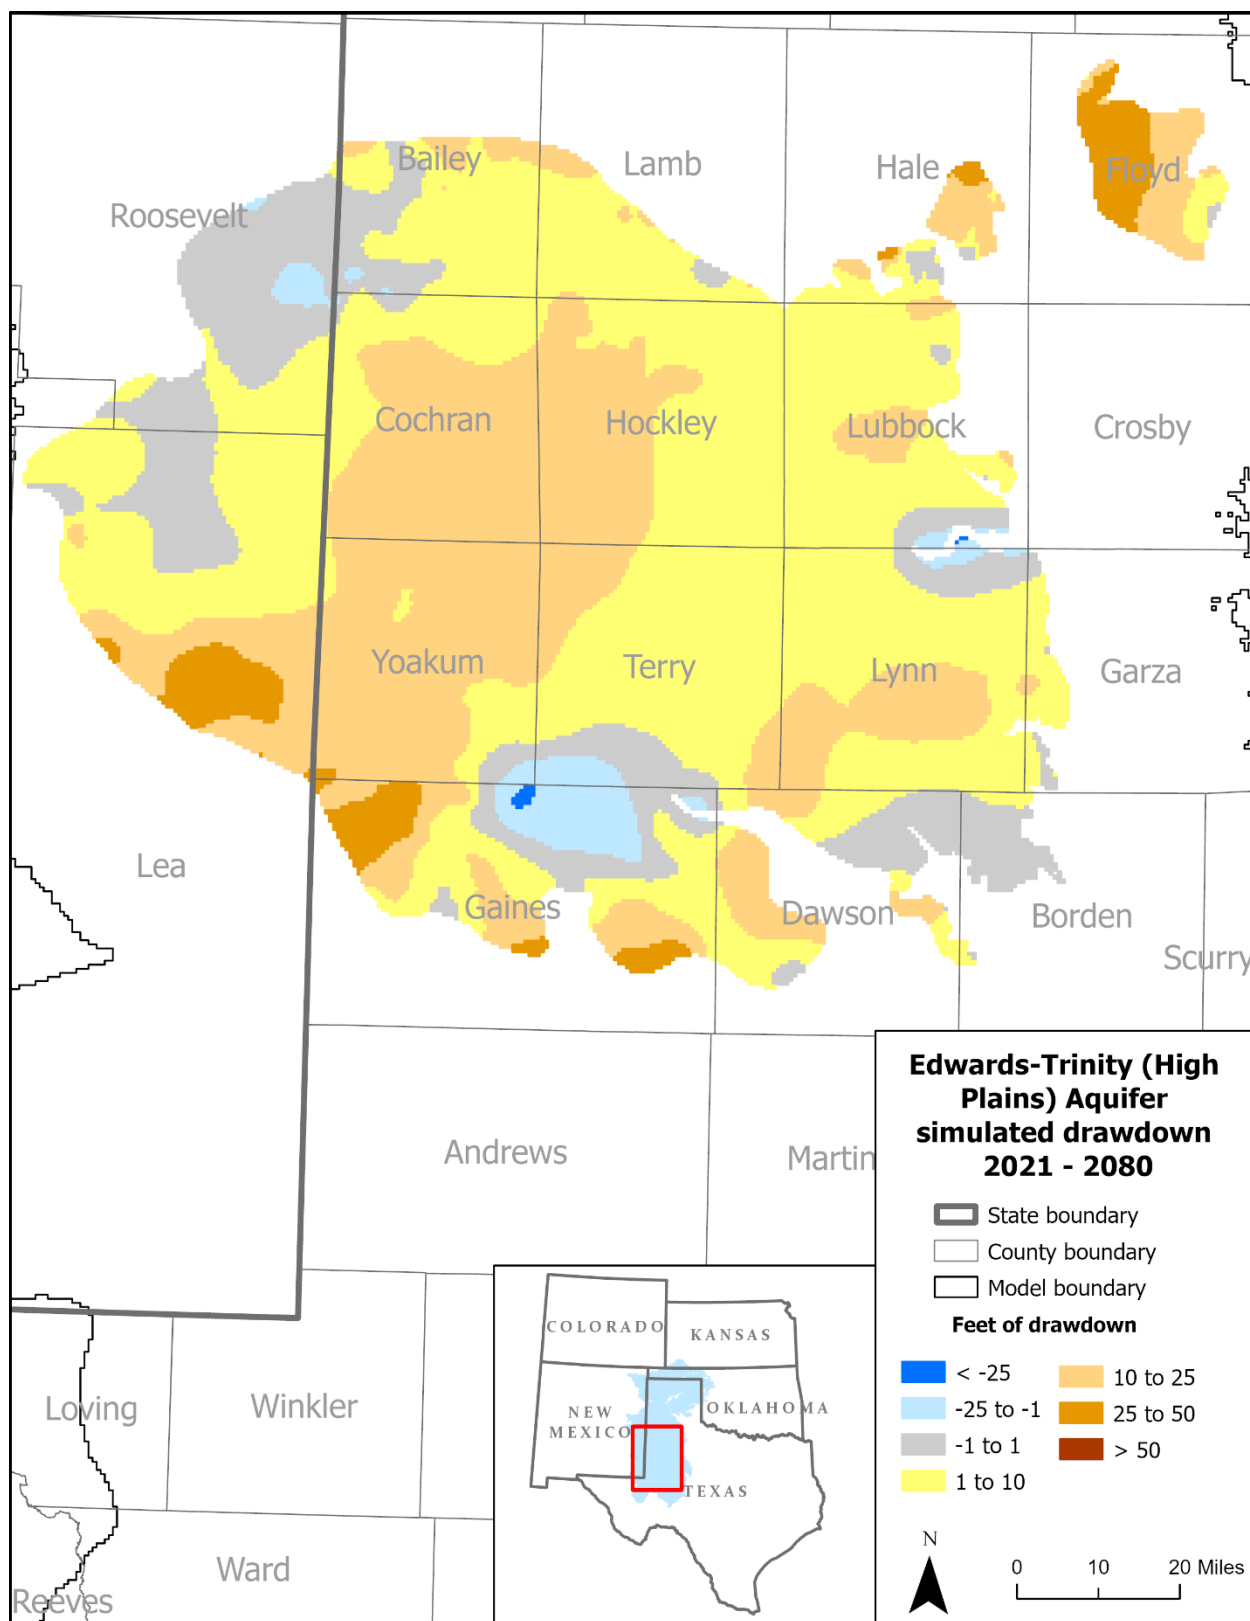 Bailey
Lamb
Hale
Floyd
Roosevelt
Cochran
Hockley
Lubbock
Crosby
Yoakum
Terry
Lynn
Garza
Lea
Gaines
Dawson
Borden
Scurry
Andrews
Martin
Loving
Winkler
Ward
Reeves
Edwards-Trinity (High
Plains) Aquifer
simulated drawdown
2021 - 2080
State boundary
County boundary
Model boundary
Feet of drawdown
< -25
-25 to -1
-1 to 1
1 to 10
10 to 25
25 to 50
> 50
N
0 10 20 Miles
COLORADO
KANSAS
NEW
MEXICO
OKLAHOMA
TEXAS